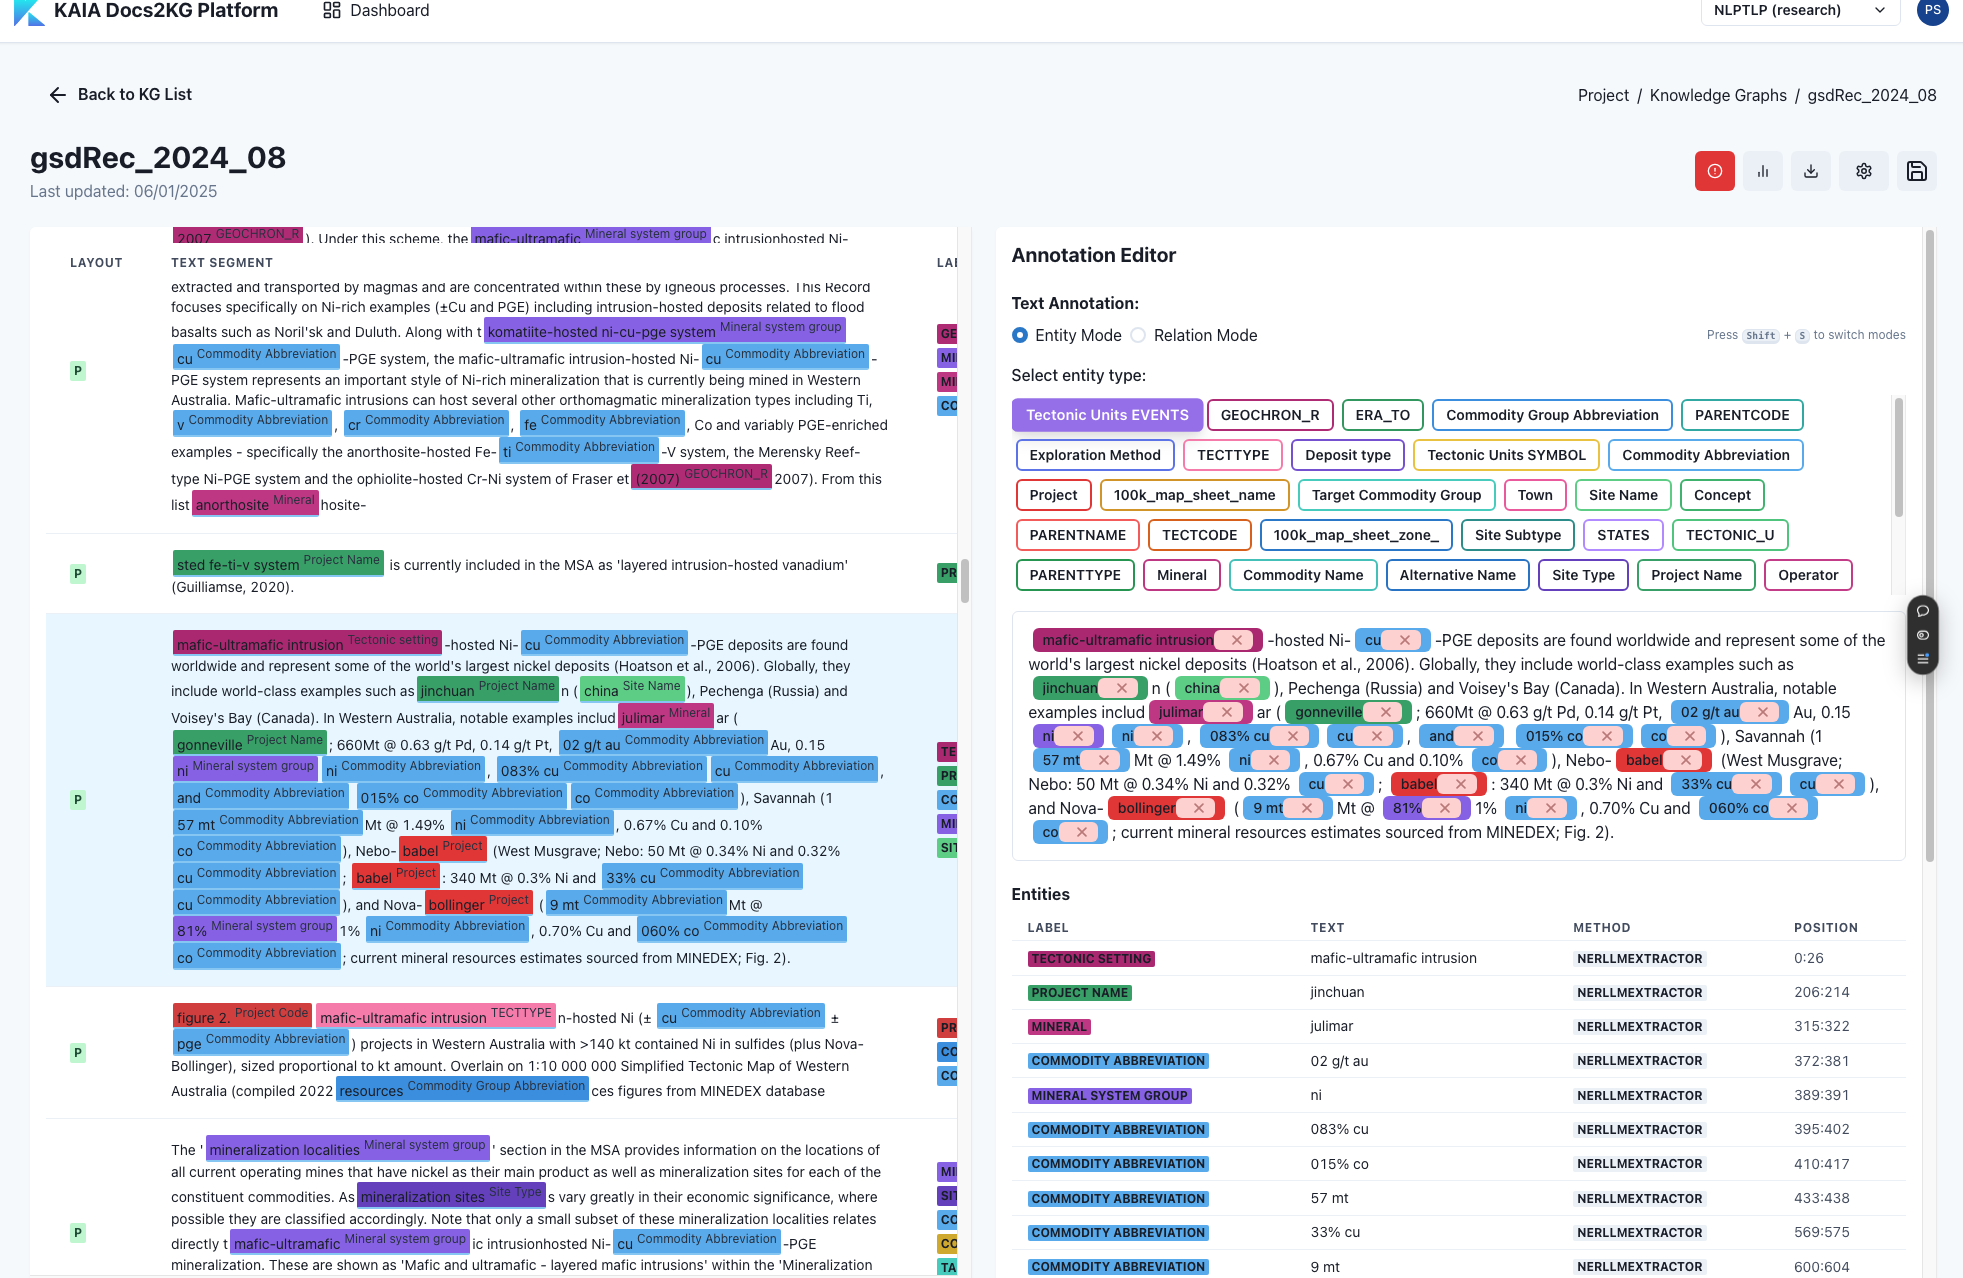 KAIA Docs2KG Platform
Dashboard
NLPTLP (research)
PS
Back to KG List
Project / Knowledge Graphs / gsdRec_2024_08
gsdRec_2024_08
Last updated: 06/01/2025
2007 GEOCHRON_R ). Under this scheme, the mafic-ultramafic Mineral system group c intrusionhosted Ni-
LAYOUT TEXT SEGMENT
extracted and transported by magmas and are concentrated within these by igneous processes. This Record
focuses specifically on Ni-rich examples (±Cu and PGE) including intrusion-hosted deposits related to flood
basalts such as Noril'sk and Duluth. Along with t komatiite-hosted ni-cu-pge system Mineral system group
cu Commodity Abbreviation -PGE system, the mafic-ultramafic intrusion-hosted Ni- cu Commodity Abbreviation -
P
PGE system represents an important style of Ni-rich mineralization that is currently being mined in Western
Australia. Mafic-ultramafic intrusions can host several other orthomagmatic mineralization types including Ti,
v Commodity Abbreviation , cr Commodity Abbreviation , fe Commodity Abbreviation , Co and variably PGE-enriched
examples - specifically the anorthosite-hosted Fe- ti Commodity Abbreviation -V system, the Merensky Reef-
type Ni-PGE system and the ophiolite-hosted Cr-Ni system of Fraser et (2007) GEOCHRON_R 2007). From this
list anorthosite Mineral hosite-
P
sted fe-ti-v system Project Name is currently included in the MSA as 'layered intrusion-hosted vanadium'
(Guilliamse, 2020).
mafic-ultramafic intrusion Tectonic setting -hosted Ni- cu Commodity Abbreviation -PGE deposits are found
worldwide and represent some of the world's largest nickel deposits (Hoatson et al., 2006). Globally, they
include world-class examples such as jinchuan Project Name n ( china Site Name ), Pechenga (Russia) and
Voisey's Bay (Canada). In Western Australia, notable examples includ julimar Mineral ar (
gonneville Project Name ; 660Mt @ 0.63 g/t Pd, 0.14 g/t Pt, 02 g/t au Commodity Abbreviation Au, 0.15
ni Mineral system group ni Commodity Abbreviation , 083% cu Commodity Abbreviation cu Commodity Abbreviation ,
P
and Commodity Abbreviation 015% co Commodity Abbreviation co Commodity Abbreviation ), Savannah (1
57 mt Commodity Abbreviation Mt @ 1.49% ni Commodity Abbreviation , 0.67% Cu and 0.10%
co Commodity Abbreviation ), Nebo- babel Project (West Musgrave; Nebo: 50 Mt @ 0.34% Ni and 0.32%
cu Commodity Abbreviation ; babel Project : 340 Mt @ 0.3% Ni and 33% cu Commodity Abbreviation
cu Commodity Abbreviation ), and Nova- bollinger Project ( 9 mt Commodity Abbreviation Mt @
81% Mineral system group 1% ni Commodity Abbreviation , 0.70% Cu and 060% co Commodity Abbreviation
co Commodity Abbreviation ; current mineral resources estimates sourced from MINEDEX; Fig. 2).
figure 2. Project Code mafic-ultramafic intrusion TECTTYPE n-hosted Ni (± cu Commodity Abbreviation ±
P
pge Commodity Abbreviation ) projects in Western Australia with >140 kt contained Ni in sulfides (plus Nova-
Bollinger), sized proportional to kt amount. Overlain on 1:10 000 000 Simplified Tectonic Map of Western
Australia (compiled 2022 resources Commodity Group Abbreviation ces figures from MINEDEX database
The ' mineralization localities Mineral system group ' section in the MSA provides information on the locations of
all current operating mines that have nickel as their main product as well as mineralization sites for each of the
constituent commodities. As mineralization sites Site Type s vary greatly in their economic significance, where
possible they are classified accordingly. Note that only a small subset of these mineralization localities relates
P
directly t mafic-ultramafic Mineral system group ic intrusionhosted Ni- cu Commodity Abbreviation -PGE
mineralization. These are shown as 'Mafic and ultramafic - layered mafic intrusions' within the 'Mineralization
Annotation Editor
Text Annotation:
Entity Mode Relation Mode
Press Shift + S to switch modes
Select entity type:
Tectonic Units EVENTS GEOCHRON_R ERA_TO Commodity Group Abbreviation PARENTCODE
Exploration Method TECTTYPE Deposit type Tectonic Units SYMBOL Commodity Abbreviation
Project 100k_map_sheet_name Target Commodity Group Town Site Name Concept
PARENTNAME TECTCODE 100k_map_sheet_zone_ Site Subtype STATES TECTONIC_U
PARENTTYPE Mineral Commodity Name Alternative Name Site Type Project Name Operator
mafic-ultramafic intrusion × -hosted Ni- cu × -PGE deposits are found worldwide and represent some of the
world's largest nickel deposits (Hoatson et al., 2006). Globally, they include world-class examples such as
jinchuan × n ( china × ), Pechenga (Russia) and Voisey's Bay (Canada). In Western Australia, notable
examples includ julimar × ar ( gonneville × ; 660Mt @ 0.63 g/t Pd, 0.14 g/t Pt, 02 g/t au × Au, 0.15
ni × ni × , 083% cu × cu × , and × 015% co × co × ), Savannah (1
57 mt × Mt @ 1.49% ni × , 0.67% Cu and 0.10% co × ), Nebo- babel × (West Musgrave;
Nebo: 50 Mt @ 0.34% Ni and 0.32% cu × ; babel × : 340 Mt @ 0.3% Ni and 33% cu × cu × ),
and Nova- bollinger × ( 9 mt × Mt @ 81% × 1% ni × , 0.70% Cu and 060% co ×
co × ; current mineral resources estimates sourced from MINEDEX; Fig. 2).
Entities
LABEL TEXT METHOD POSITION
TECTONIC SETTING mafic-ultramafic intrusion NERLLMEXTRACTOR 0:26
PROJECT NAME jinchuan NERLLMEXTRACTOR 206:214
MINERAL julimar NERLLMEXTRACTOR 315:322
COMMODITY ABBREVIATION 02 g/t au NERLLMEXTRACTOR 372:381
MINERAL SYSTEM GROUP ni NERLLMEXTRACTOR 389:391
COMMODITY ABBREVIATION 083% cu NERLLMEXTRACTOR 395:402
COMMODITY ABBREVIATION 015% co NERLLMEXTRACTOR 410:417
COMMODITY ABBREVIATION 57 mt NERLLMEXTRACTOR 433:438
COMMODITY ABBREVIATION 33% cu NERLLMEXTRACTOR 569:575
COMMODITY ABBREVIATION 9 mt NERLLMEXTRACTOR 600:604